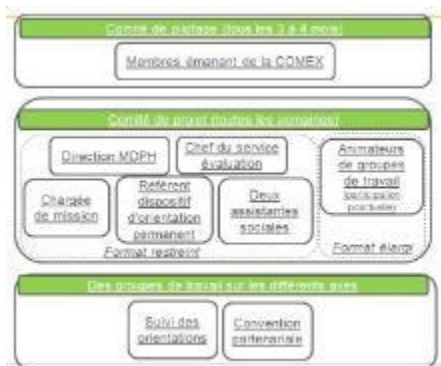 Comité de pilotage (tous les 3 à 4 mois)
Membres émanant de la COMEX
Comité de projet (toutes les semaines)
Direction MDPH
Chef du service
évaluation
Chargée
de mission
Référent
dispositif
d'orientation
permanent
Deux
assistantes
sociales
Format restreint
Animateurs
de groupes
de travail
(participation
ponctuelle)
Format élargi
Des groupes de travail sur les différents axes
Suivi des
orientations
Convention
partenariale